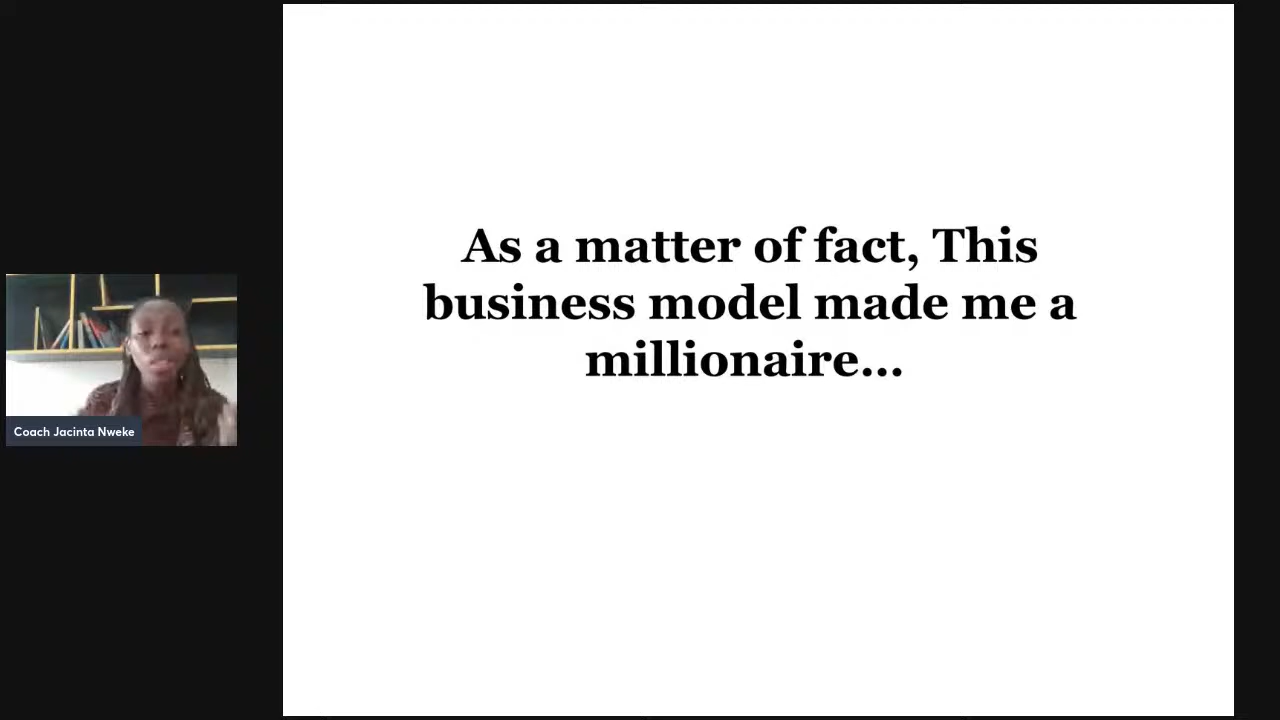 As a matter of fact, This
business model made me a
millionaire...
Coach Jacinta Nweke